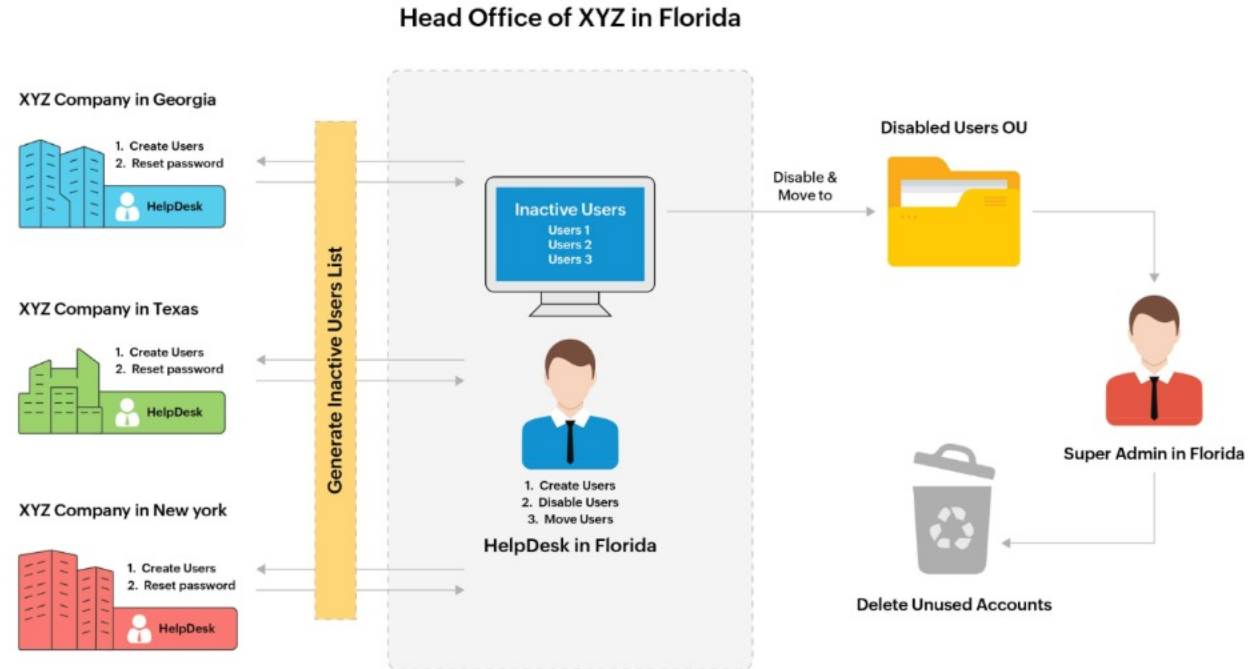 Head Office of XYZ in Florida
XYZ Company in Georgia
1. Create Users
2. Reset password
HelpDesk
XYZ Company in Texas
1. Create Users
2. Reset password
HelpDesk
XYZ Company in New york
1. Create Users
2. Reset password
HelpDesk
Generate Inactive Users List
Inactive Users
Users 1
Users 2
Users 3
1. Create Users
2. Disable Users
3. Move Users
HelpDesk in Florida
Disable &
Move to
Disabled Users OU
Super Admin in Florida
Delete Unused Accounts